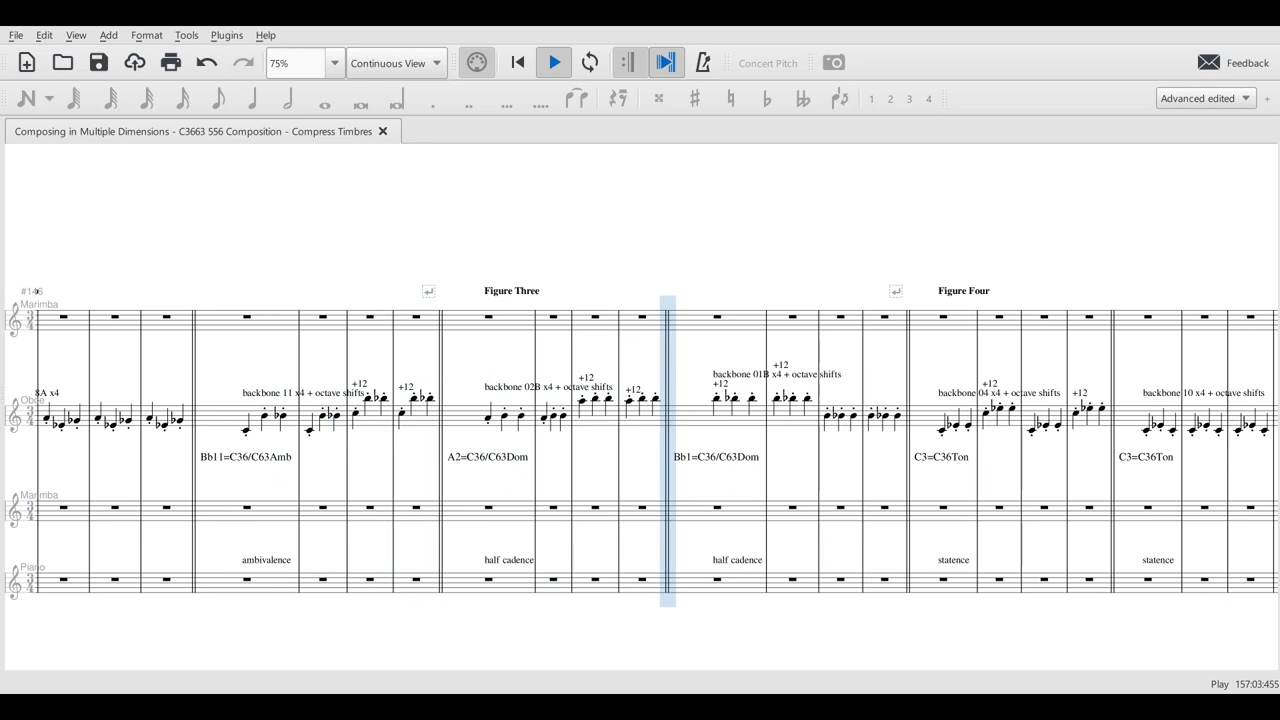 File Edit View Add Format Tools Plugins Help
75% Continuous View Concert Pitch Feedback
1 2 3 4 Advanced edited +
Composing in Multiple Dimensions - C3663 556 Composition - Compress Timbres
Figure Three Figure Four
Marimba
+12 +12
8A x4 backbone 11 x4 + octave shifts +12 +12 backbone 02B x4 + octave shifts +12 backbone 01B x4 + octave shifts +12 backbone 04 x4 + octave shifts +12 +12 backbone 10 x4 + octave shifts
Oboe
Bb11=C36/C63Amb A2=C36/C63Dom Bb1=C36/C63Dom C3=C36Ton C3=C36Ton
Marimba
ambivalence half cadence half cadence statence statence
Piano
Play 157:03:455